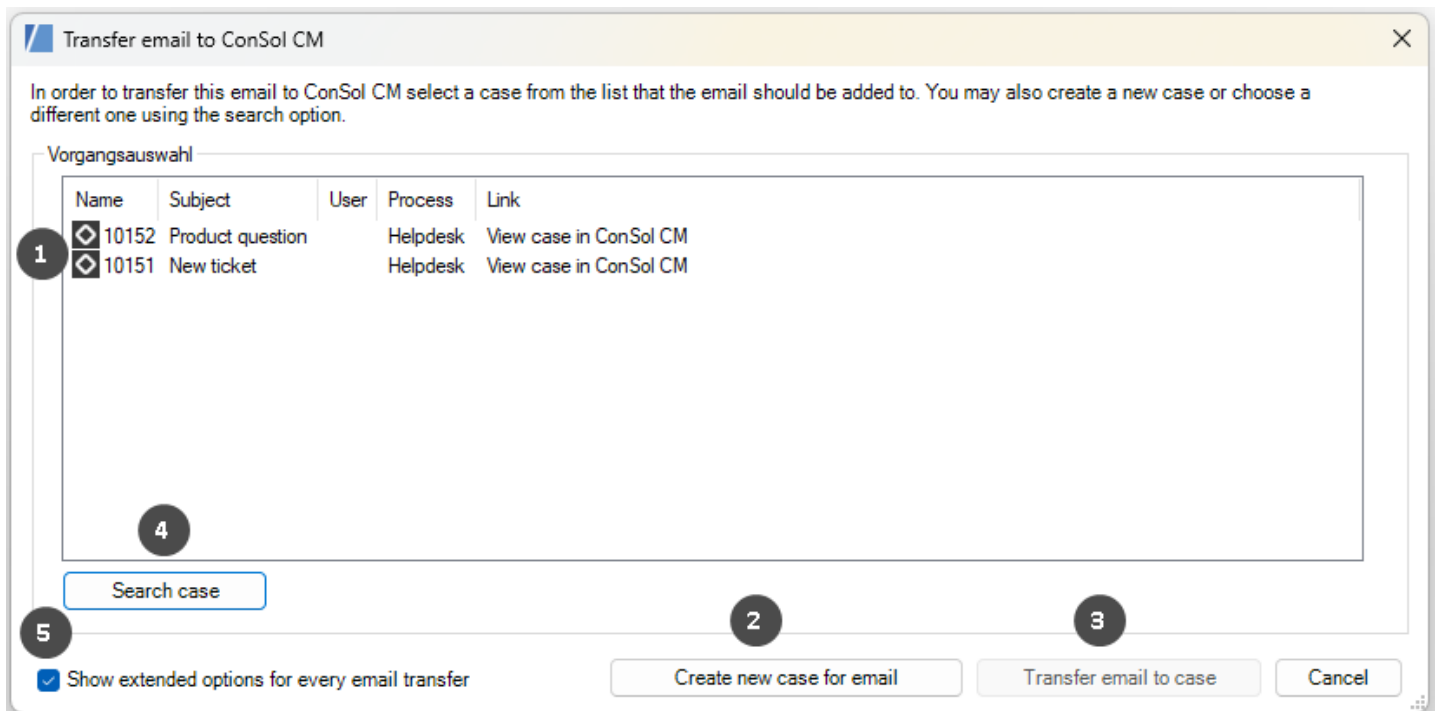 Transfer email to ConSol CM
In order to transfer this email to ConSol CM select a case from the list that the email should be added to. You may also create a new case or choose a
different one using the search option.
Vorgangsauswahl
Name Subject User Process Link
1
10152 Product question Helpdesk View case in ConSol CM
10151 New ticket Helpdesk View case in ConSol CM
4
Search case
5
2
3
Show extended options for every email transfer
Create new case for email
Transfer email to case
Cancel